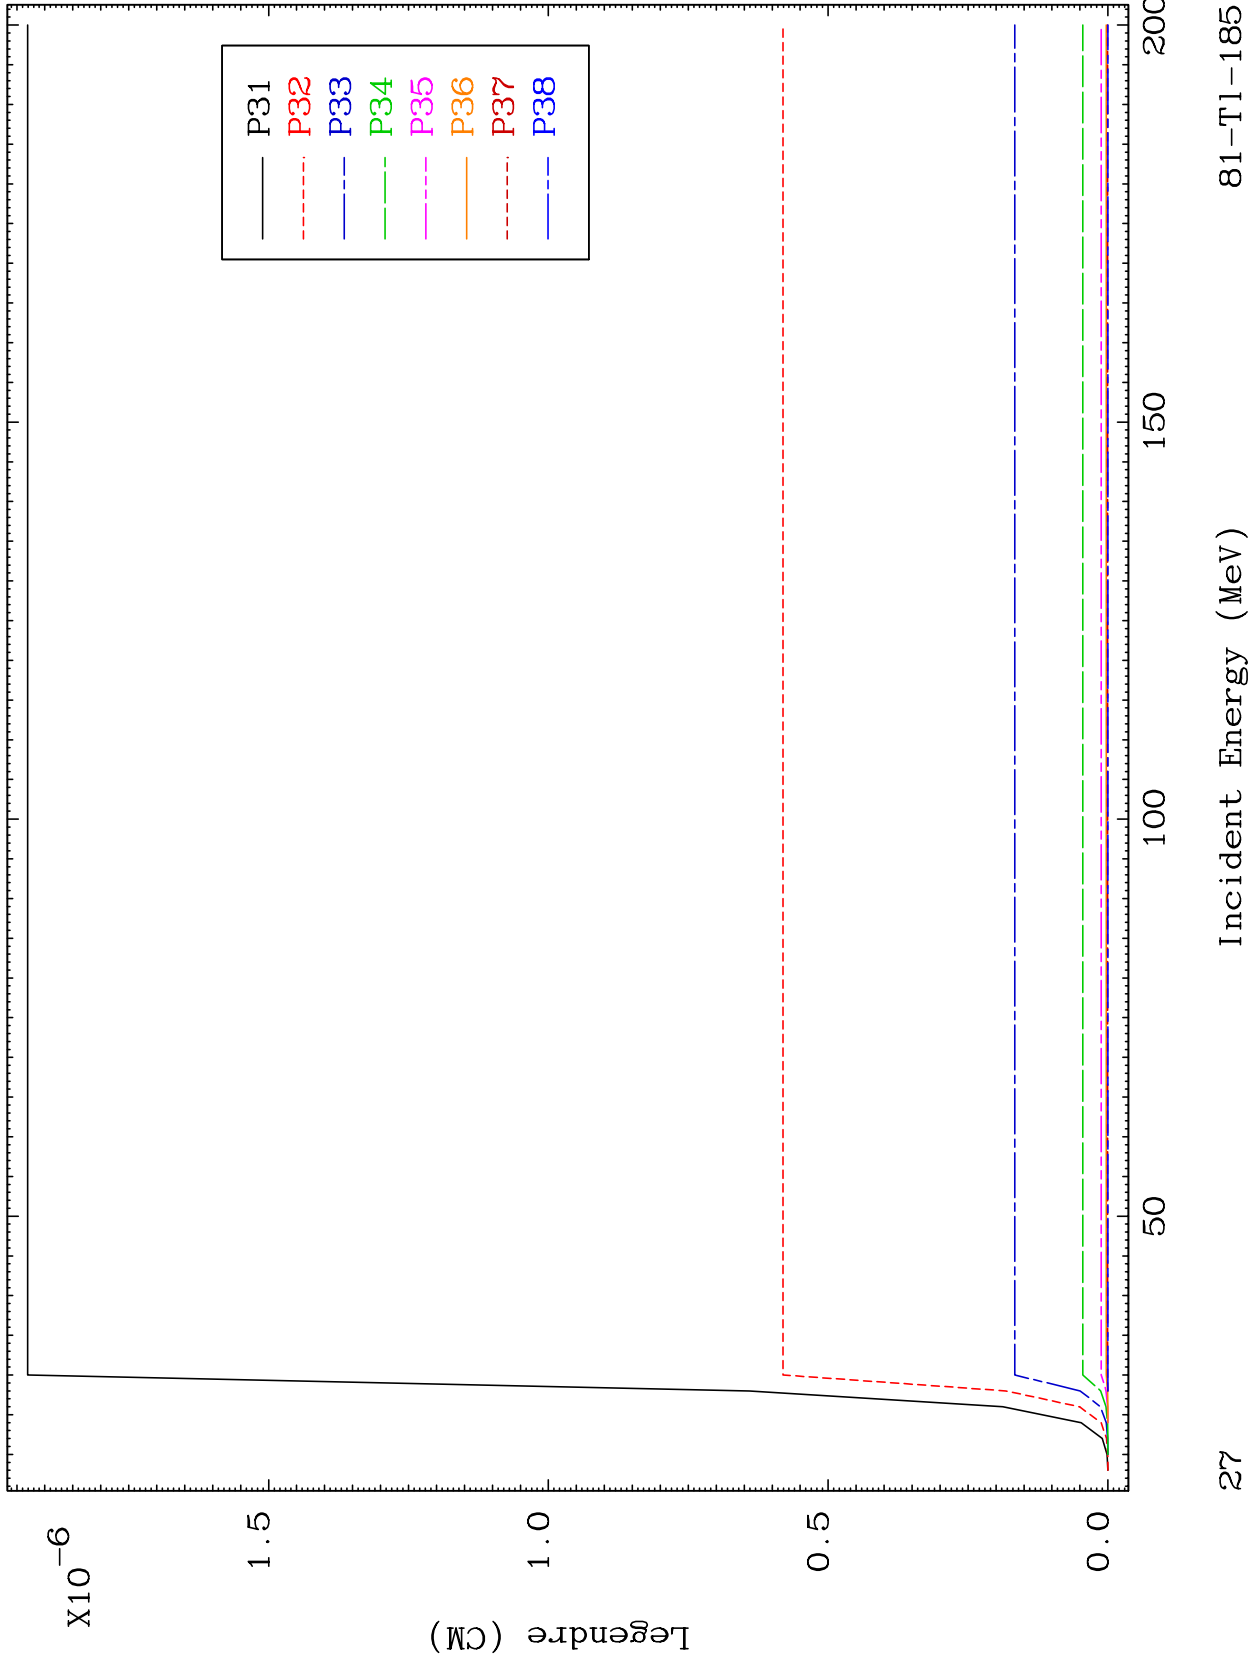 X10-6
1.5
1.0
0.5
0.0
Legendre (CM)
P31
P32
P33
P34
P35
P36
P37
P38
50
100
150
200
Incident Energy (MeV)
27
81-Tl-185